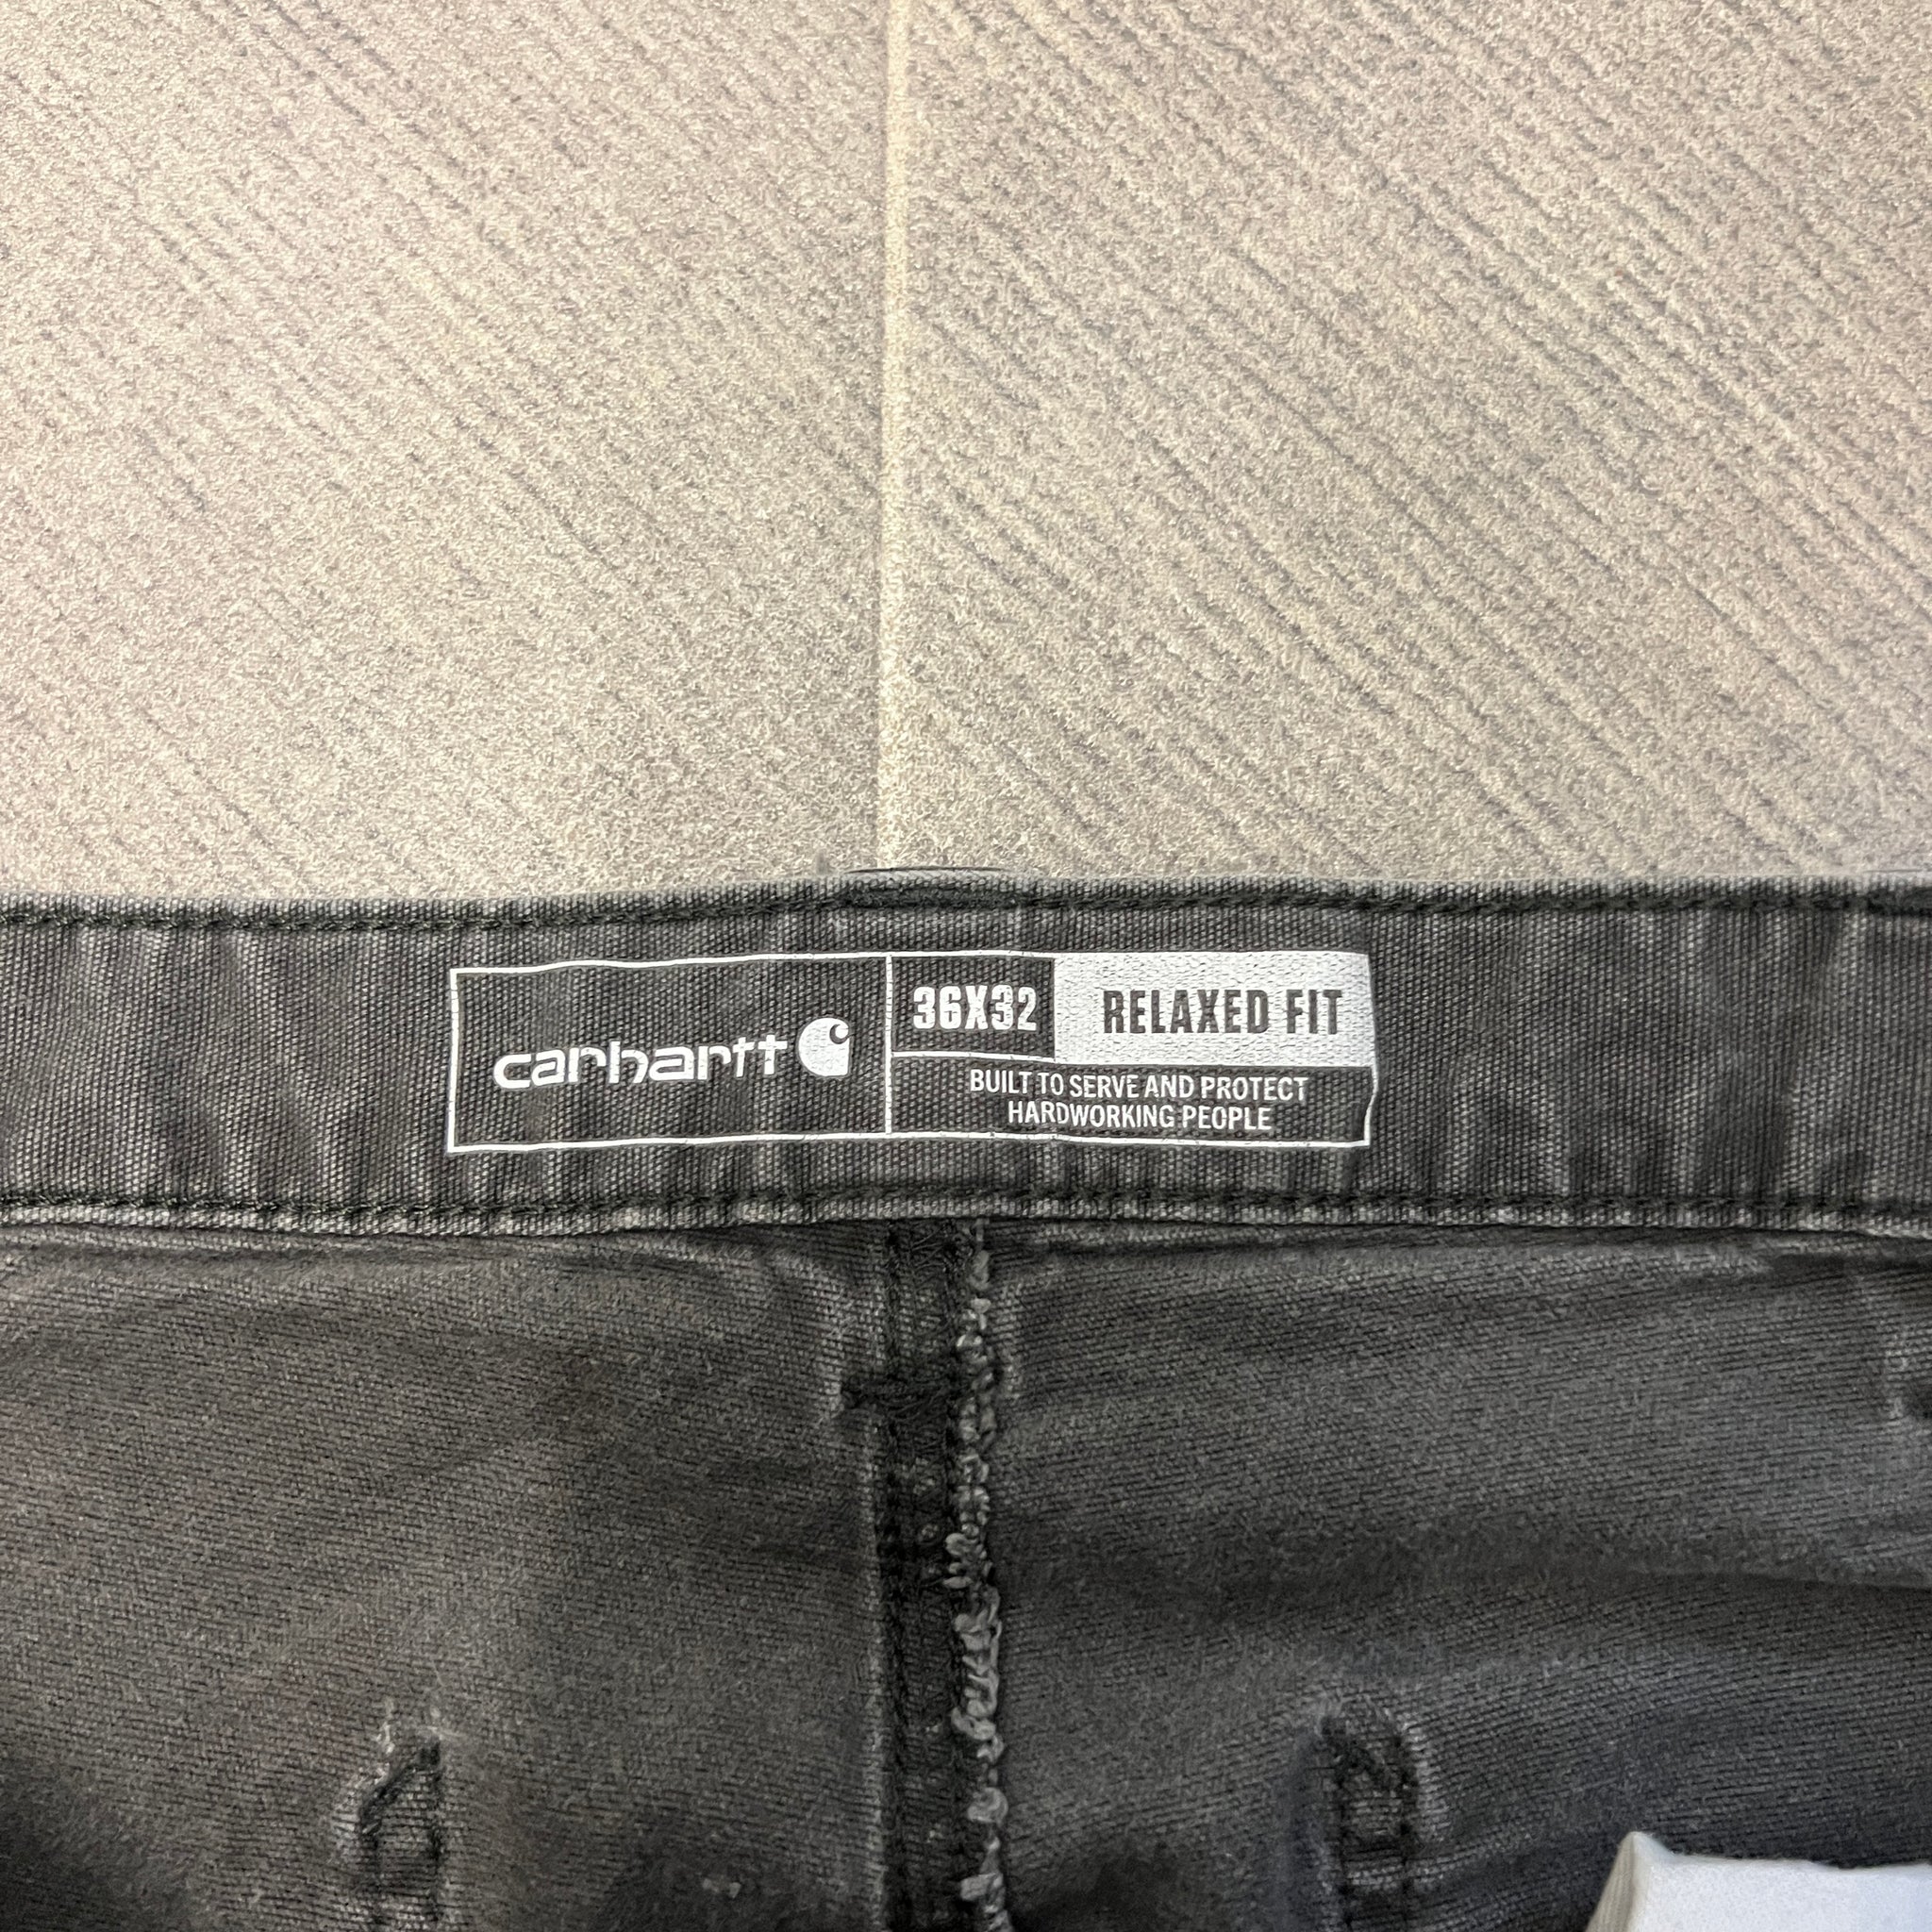 carhartt
36X32 RELAXED FIT
BUILT TO SERVE AND PROTECT
HARDWORKING PEOPLE